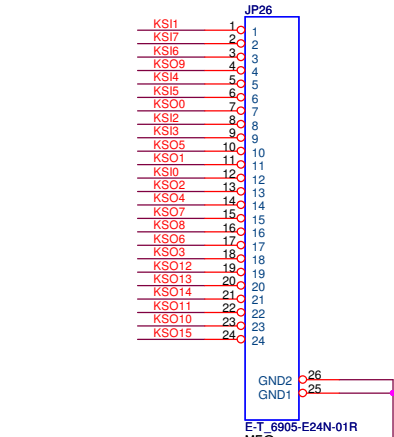 JP26
KSI1 1 1
KSI7 2 2
KSI6 3 3
KSO9 4 4
KSI4 5 5
KSI5 6 6
KSO0 7 7
KSI2 8 8
KSI3 9 9
KSO5 10 10
KSO1 11 11
KSI0 12 12
KSO2 13 13
KSO4 14 14
KSO7 15 15
KSO8 16 16
KSO6 17 17
KSO3 18 18
KSO12 19 19
KSO13 20 20
KSO14 21 21
KSO11 22 22
KSO10 23 23
KSO15 24 24
GND2 26
GND1 25
E-T_6905-E24N-01R